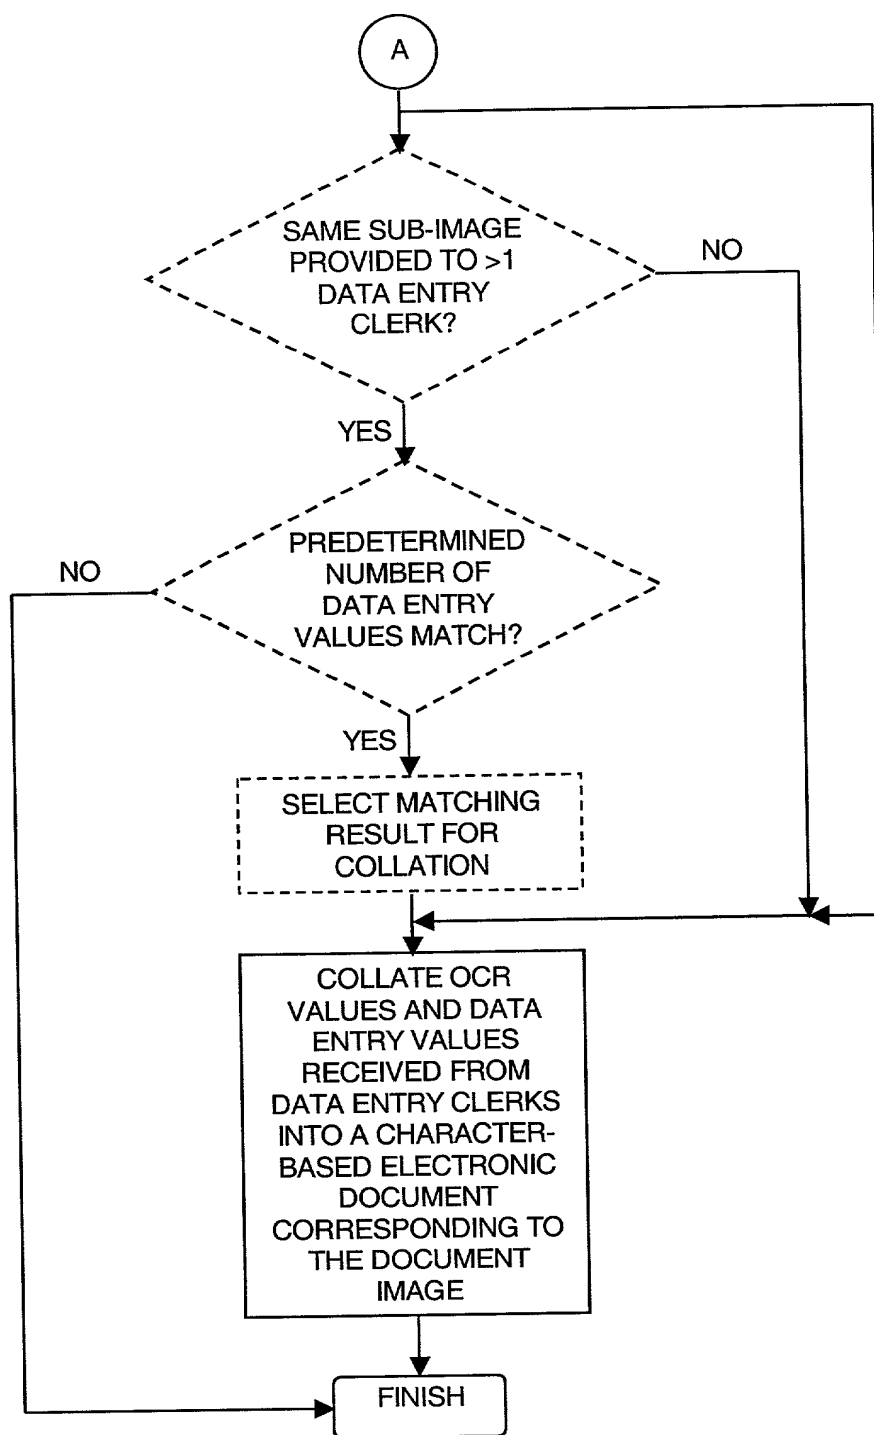 A
SAME SUB-IMAGE
PROVIDED TO >1
DATA ENTRY
CLERK?
NO
YES
PREDETERMINED
NUMBER OF
DATA ENTRY
VALUES MATCH?
NO
YES
SELECT MATCHING
RESULT FOR
COLLATION
COLLATE OCR
VALUES AND DATA
ENTRY VALUES
RECEIVED FROM
DATA ENTRY CLERKS
INTO A CHARACTER-
BASED ELECTRONIC
DOCUMENT
CORRESPONDING TO
THE DOCUMENT
IMAGE
FINISH